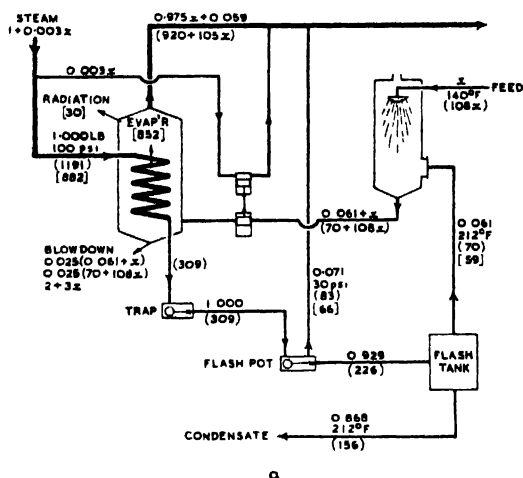 STEAM
1+0.003x
0.975x+0.059
(920+105x)
0.003x
x
FEED
140°F
(108x)
RADIATION
[30]
EVAP'R
[852]
1.000LB
100 psi
(1191)
[882]
0.061+x
(70+108x)
0.061
212°F
(70)
[59]
BLOWDOWN
0.025(0.061+x)
0.025(70+108x)
2+3x
(309)
0.071
30psi
(83)
[66]
TRAP
1.000
(309)
FLASH POT
0.929
(226)
FLASH
TANK
0.868
212°F
(156)
CONDENSATE
9